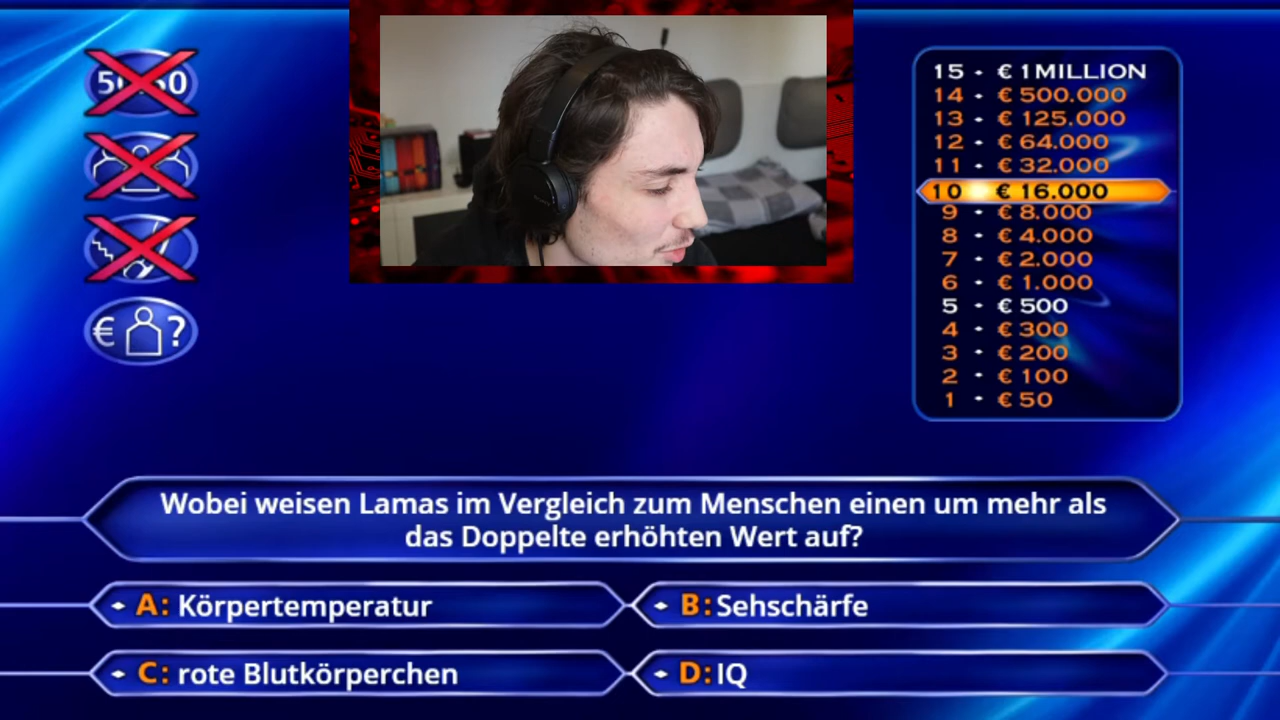 50:50
€ ?
15 • € 1 MILLION
14 • € 500.000
13 • € 125.000
12 • € 64.000
11 • € 32.000
10 € 16.000
9 • € 8.000
8 • € 4.000
7 • € 2.000
6 • € 1.000
5 • € 500
4 • € 300
3 • € 200
2 • € 100
1 • € 50
Wobei weisen Lamas im Vergleich zum Menschen einen um mehr als
das Doppelte erhöhten Wert auf?
A: Körpertemperatur
B: Sehschärfe
C: rote Blutkörperchen
D: IQ